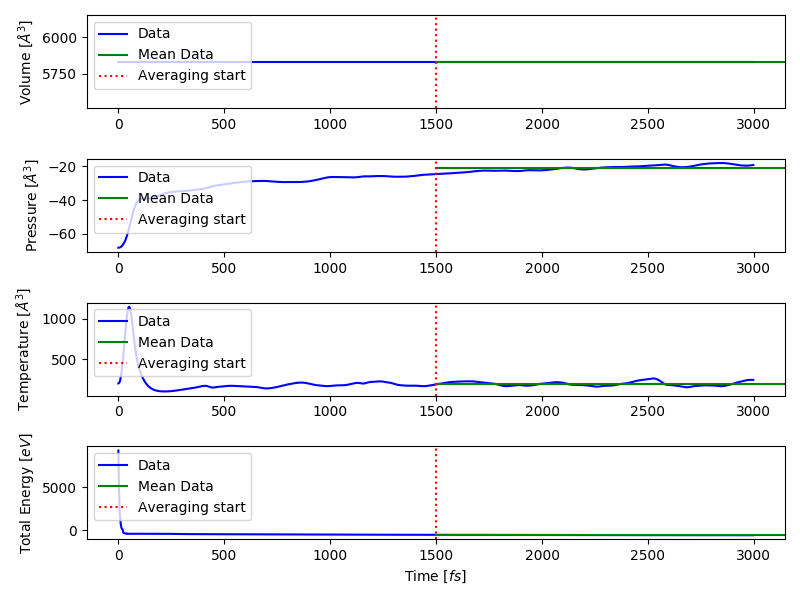 Volume [Å³]
6000
5750
Data
Mean Data
Averaging start
0 500 1000 1500 2000 2500 3000
Pressure [Å³]
−20
−40
−60
Data
Mean Data
Averaging start
0 500 1000 1500 2000 2500 3000
Temperature [Å³]
1000
500
Data
Mean Data
Averaging start
0 500 1000 1500 2000 2500 3000
Total Energy [eV]
5000
0
Data
Mean Data
Averaging start
0 500 1000 1500 2000 2500 3000
Time [fs]